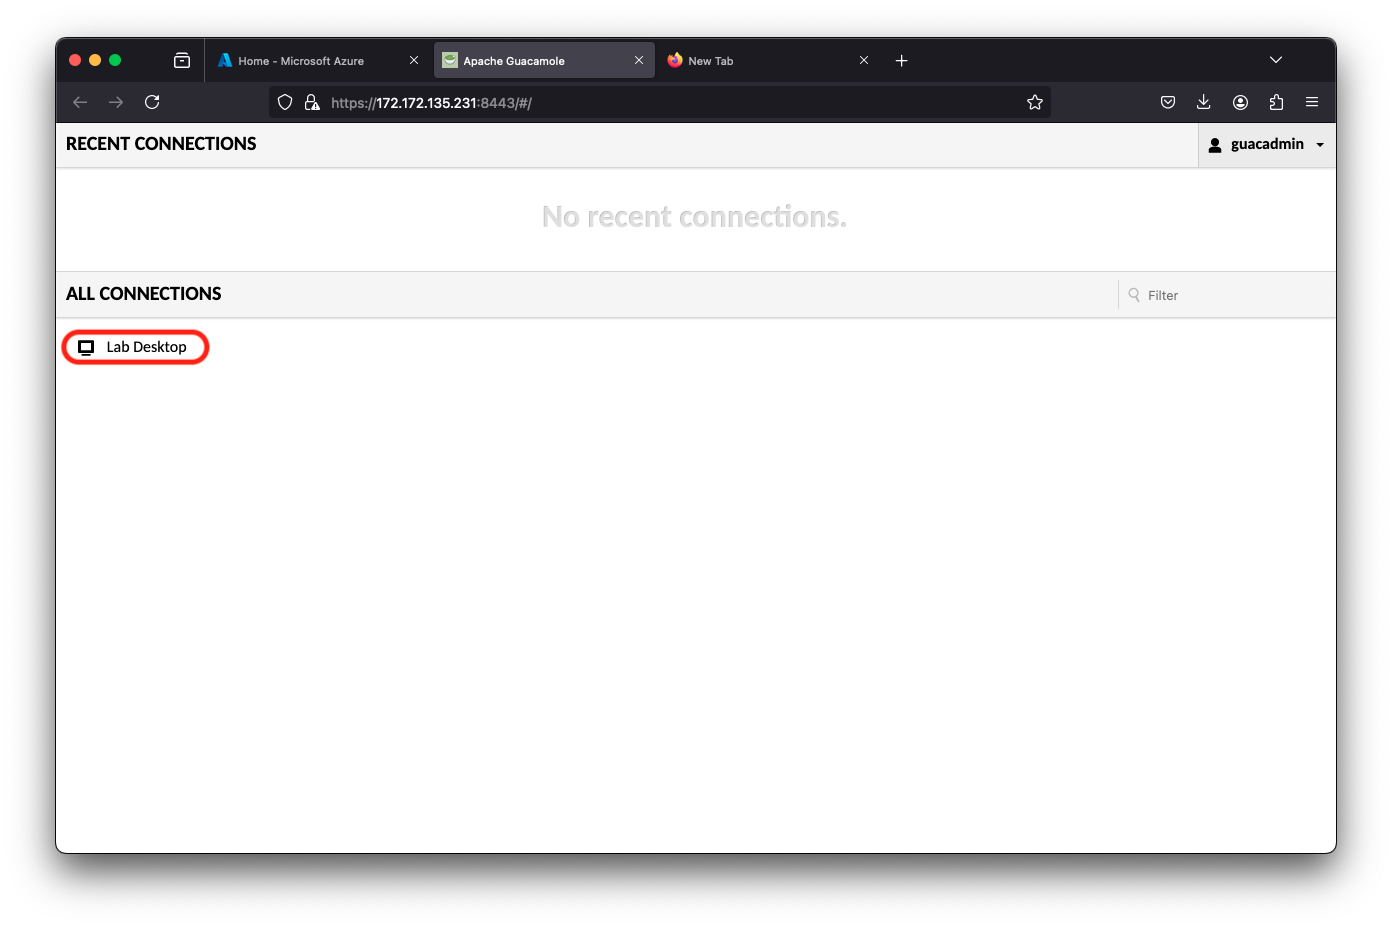 Home - Microsoft Azure
Apache Guacamole
New Tab
https://172.172.135.231:8443/#/
RECENT CONNECTIONS
guacadmin
No recent connections.
ALL CONNECTIONS
Filter
Lab Desktop